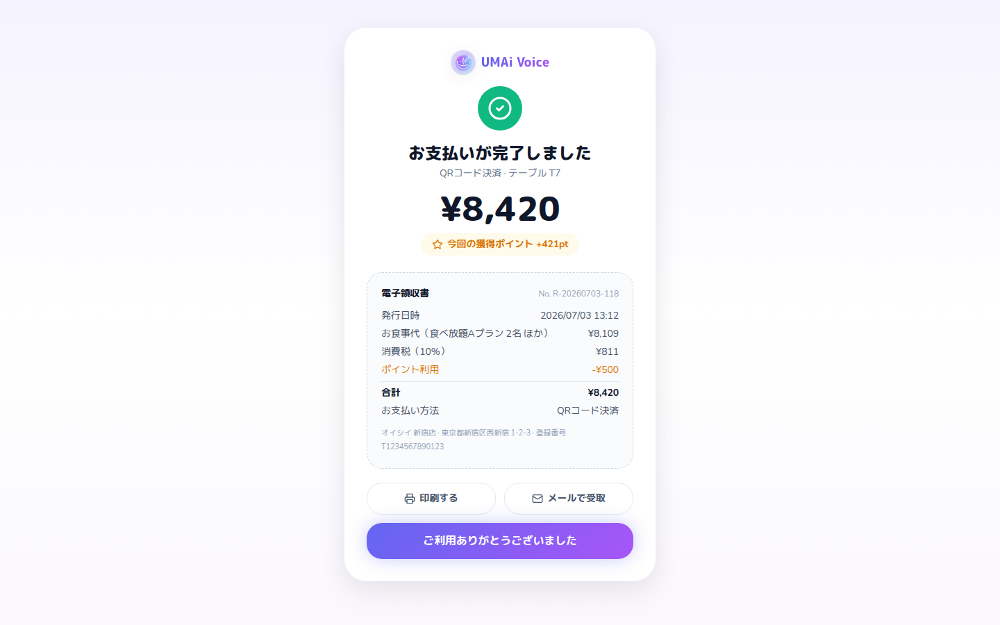 UMAi Voice
お支払いが完了しました
QRコード決済 · テーブル T7
¥8,420
今回の獲得ポイント +421pt
電子領収書 No. R-20260703-118
発行日時 2026/07/03 13:12
お食事代（食べ放題Aプラン 2名 ほか） ¥8,109
消費税（10%） ¥811
ポイント利用 -¥500
合計 ¥8,420
お支払い方法 QRコード決済
オイシイ 新宿店 · 東京都新宿区西新宿 1-2-3 · 登録番号
T1234567890123
印刷する メールで受取
ご利用ありがとうございました